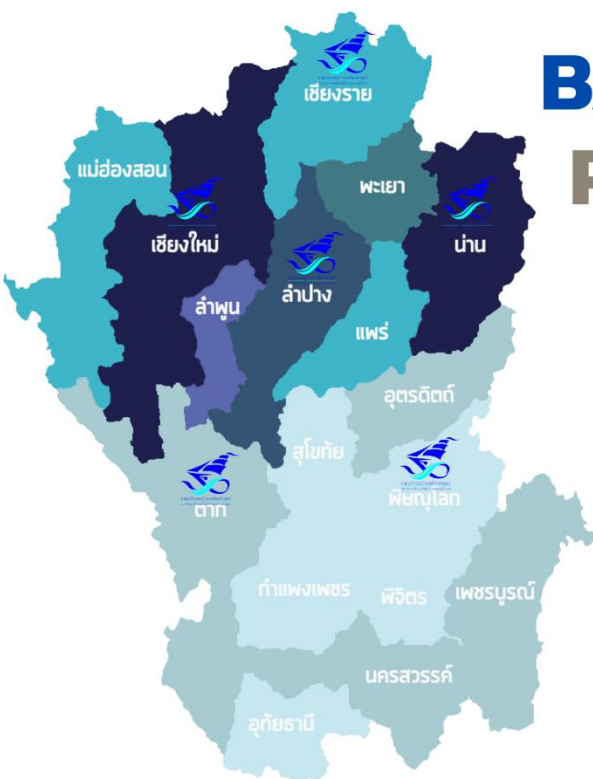 เชียงราย
B
P
แม่ฮ่องสอน
พะเยา
เชียงใหม่
น่าน
ลำปาง
ลำพูน
แพร่
อุตรดิตถ์
สุโขทัย
พิษณุโลก
ตาก
กำแพงเพชร
พิจิตร
เพชรบูรณ์
นครสวรรค์
อุทัยธานี